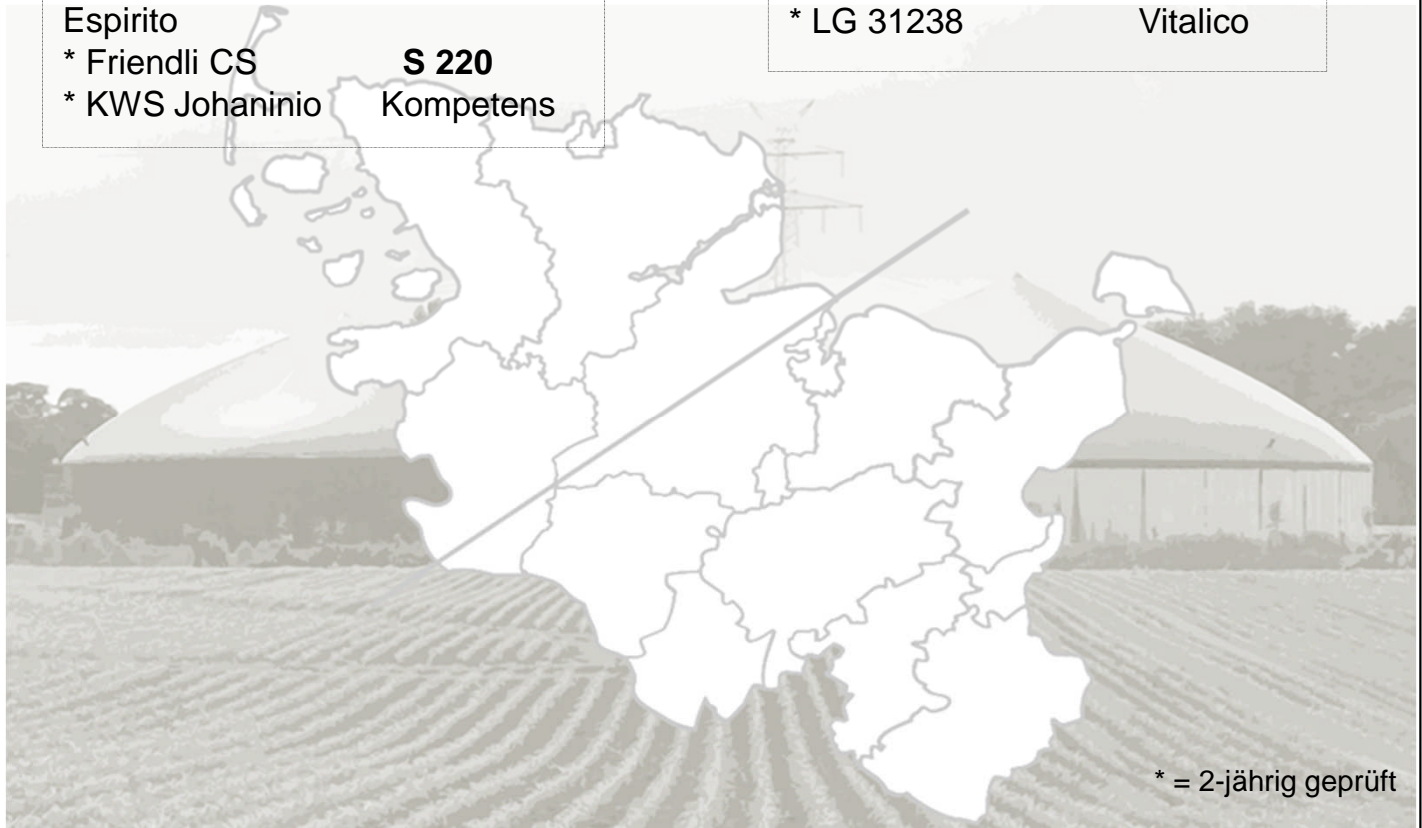 Espirito
* Friendli CS S 220
* KWS Johaninio Kompetens
* LG 31238 Vitalico
* = 2-jährig geprüft